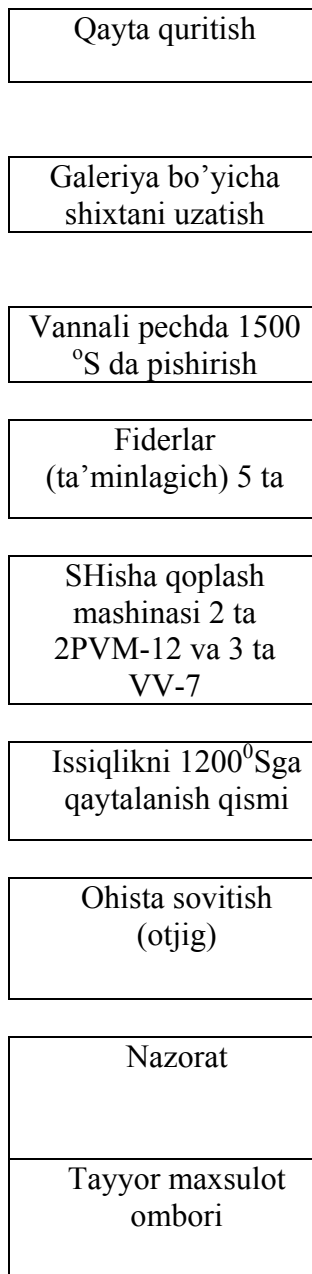 Qayta quritish
Galeriya bo’yicha
shixtani uzatish
Vannali pechda 1500
ºS da pishirish
Fiderlar
(ta’minlagich) 5 ta
SHisha qoplash
mashinasi 2 ta
2PVM-12 va 3 ta
VV-7
Issiqlikni 1200⁰Sga
qaytalanish qismi
Ohista sovitish
(otjig)
Nazorat
Tayyor maxsulot
ombori